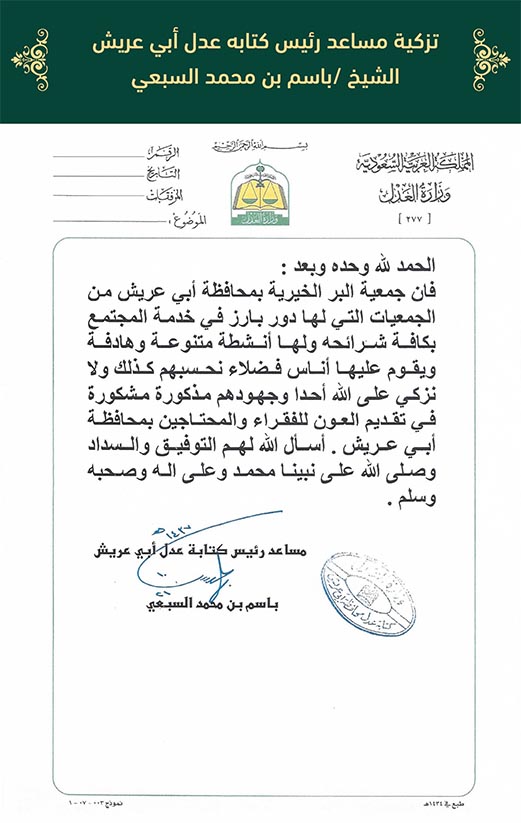 تزكية مساعد رئيس كتابه عدل أبي عريش
الشيخ /باسم بن محمد السبعي
بسم الله الرحمن الرحيم
المملكة العربية السعودية
وزارة العدل
[ ٢٧٧ ]
وزارة العدل
الرقم :
التاريخ :
المرفقات :
الموضوع :
الحمد لله وحده وبعد :
فان جمعية البر الخيرية بمحافظة أبي عريش من
الجمعيات التي لها دور بارز في خدمة المجتمع
بكافة شرائحه ولها أنشطة متنوعة وهادفة
ويقوم عليها أناس فضلاء نحسبهم كذلك ولا
نزكي على الله أحدا وجهودهم مذكورة مشكورة
في تقديم العون للفقراء والمحتاجين بمحافظة
أبي عريش . أسأل الله لهم التوفيق والسداد
وصلى الله على نبينا محمد وعلى اله وصحبه
وسلم .
١٤٣٧هـ
مساعد رئيس كتابة عدل أبي عريش
باسم بن محمد السبعي
وزارة العدل
طبع في ١٤٣٤هـ
نموذج ٠٠٣-٠٧-٠١